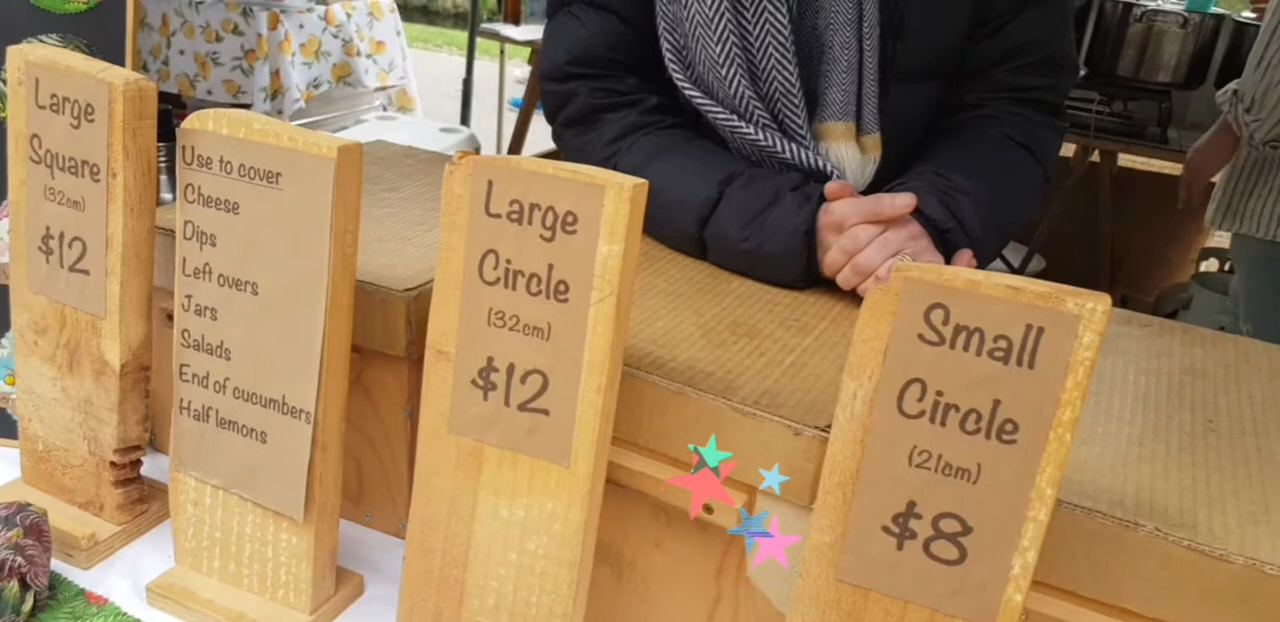 Large
Square
(32cm)
$12
Use to cover
Cheese
Dips
Left overs
Jars
Salads
End of cucumbers
Half lemons
Large
Circle
(32cm)
$12
Small
Circle
(21cm)
$8